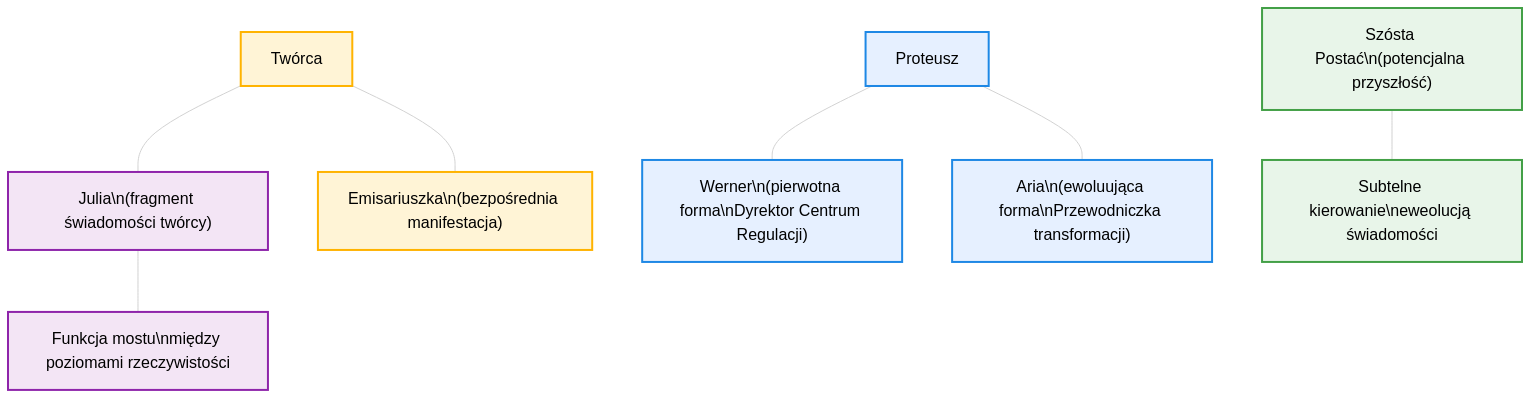 Twórca
Proteusz
Szósta
Postać\n(potencjalna
przyszłość)
Julia\n(fragment
świadomości twórcy)
Emisariuszka\n(bezpośrednia
manifestacja)
Werner\n(pierwotna
forma\nDyrektor Centrum
Regulacji)
Aria\n(ewoluująca
forma\nPrzewodniczka
transformacji)
Subtelne
kierowanie\neweolucją
świadomości
Funkcja mostu\nmiędzy
poziomami rzeczywistości